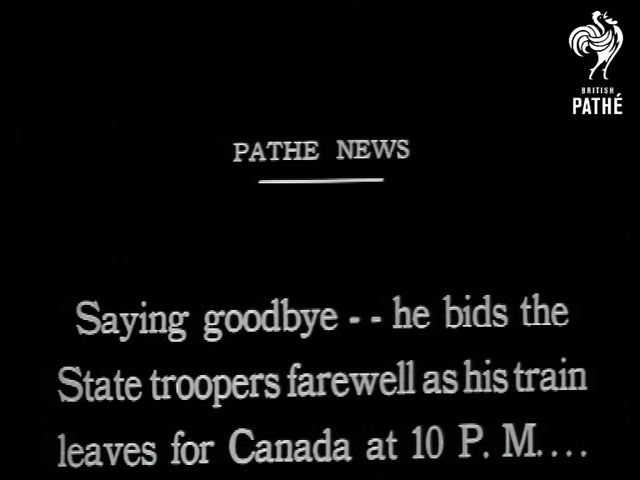 BRITISH
PATHÉ
PATHE NEWS
Saying goodbye -- he bids the
State troopers farewell as his train
leaves for Canada at 10 P. M....